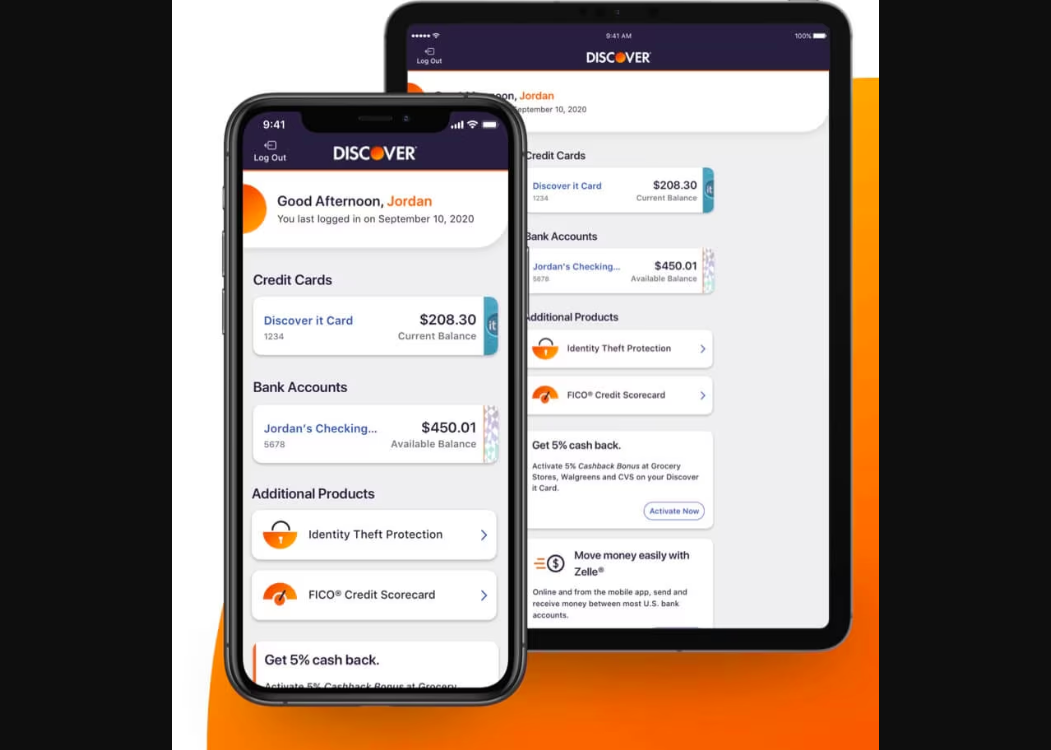 9:41
Log Out
DISCOVER
Good Afternoon, Jordan
You last logged in on September 10, 2020
Credit Cards
Discover it Card
$208.30
1234
Current Balance
it
Bank Accounts
Jordan's Checking...
$450.01
5678
Available Balance
Additional Products
Identity Theft Protection
FICO® Credit Scorecard
Get 5% cash back.
Activate 5% Cashback Bonus at Grocery
9:41 AM
100%
Log Out
DISCOVER
Jordan
September 10, 2020
Credit Cards
Discover it Card
$208.30
1234
Current Balance
it
Bank Accounts
Jordan's Checking...
$450.01
5678
Available Balance
Additional Products
Identity Theft Protection
FICO® Credit Scorecard
Get 5% cash back.
Activate 5% Cashback Bonus at Grocery
Stores, Walgreens and CVS on your Discover
it Card.
Activate Now
$
Move money easily with
Zelle®
Online and from the mobile app, send and
receive money between most U.S. bank
accounts.